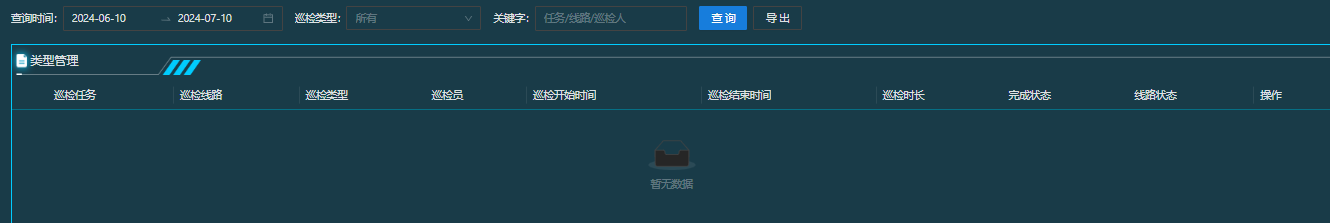 查询时间: 2024-06-10 → 2024-07-10 巡检类型: 所有 关键字: 任务/线路/巡检人 查询 导出
类型管理
巡检任务 巡检线路 巡检类型 巡检员 巡检开始时间 巡检结束时间 巡检时长 完成状态 线路状态 操作
暂无数据